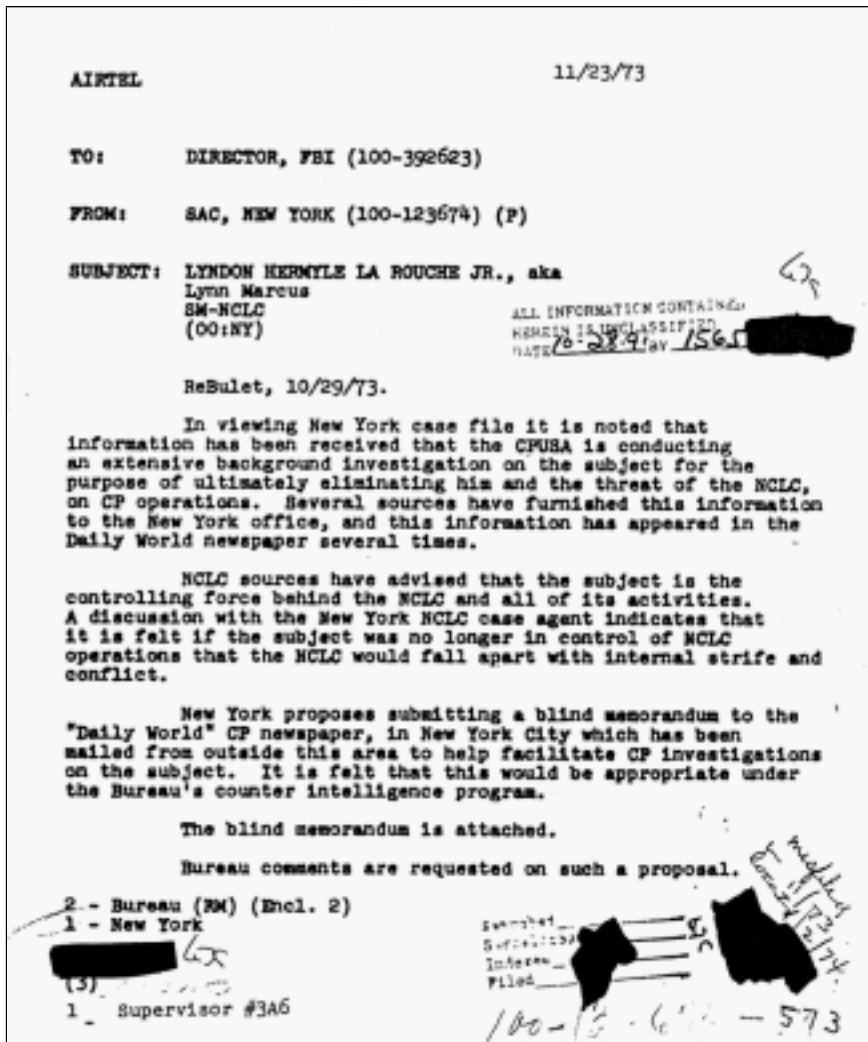 AIRTEL
11/23/73
TO: DIRECTOR, FBI (100-392623)
FROM: SAC, NEW YORK (100-123674) (P)
SUBJECT: LYNDON HERMYLE LA ROUCHE JR., aka
Lynn Marcus
SM-NCLC
(OO:NY)
ALL INFORMATION CONTAINED
HEREIN IS UNCLASSIFIED
DATE 10-28-91 BY 1565
ReBulet, 10/29/73.
In viewing New York case file it is noted that
information has been received that the CPUSA is conducting
an extensive background investigation on the subject for the
purpose of ultimately eliminating him and the threat of the NCLC,
on CP operations. Several sources have furnished this information
to the New York office, and this information has appeared in the
Daily World newspaper several times.
NCLC sources have advised that the subject is the
controlling force behind the NCLC and all of its activities.
A discussion with the New York NCLC case agent indicates that
it is felt if the subject was no longer in control of NCLC
operations that the NCLC would fall apart with internal strife and
conflict.
New York proposes submitting a blind memorandum to the
"Daily World" CP newspaper, in New York City which has been
mailed from outside this area to help facilitate CP investigations
on the subject. It is felt that this would be appropriate under
the Bureau's counter intelligence program.
The blind memorandum is attached.
Bureau comments are requested on such a proposal.
2 - Bureau (RM) (Encl. 2)
1 - New York
(3)
1 - Supervisor #3A6
Searched
Serialized
Indexed
Filed
573